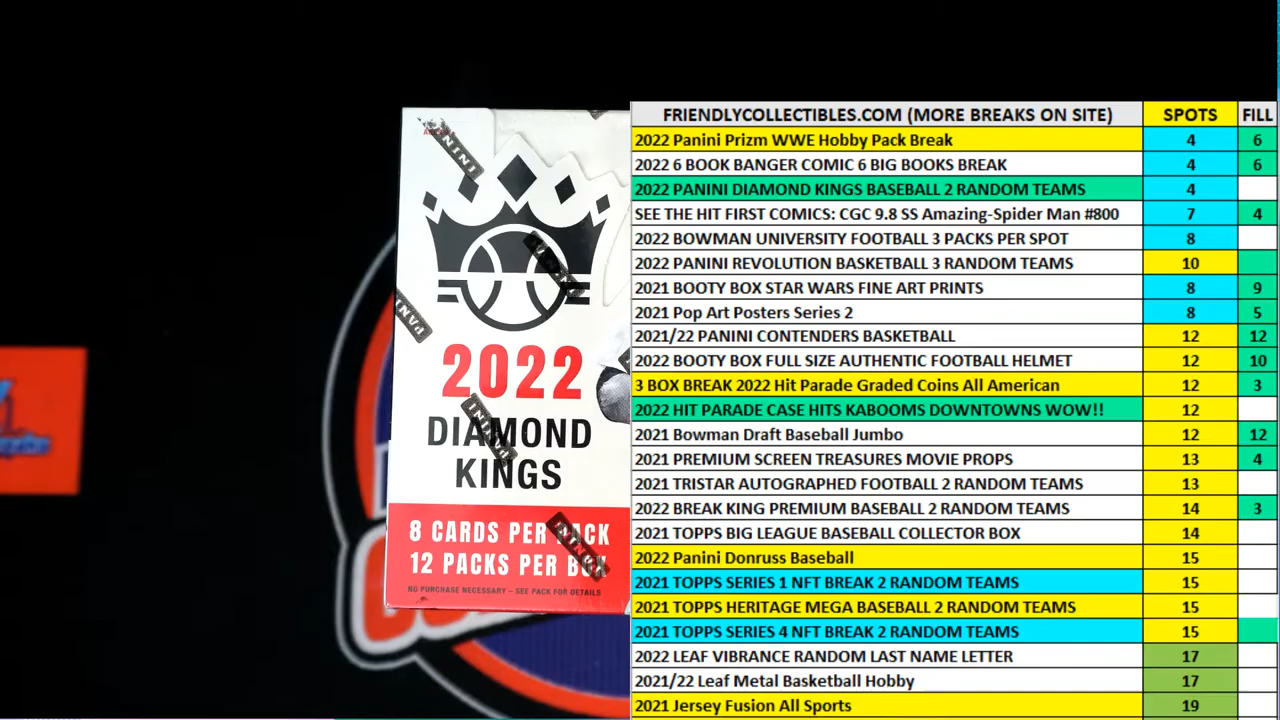 PANINI
PANINI
PANI
2022
DIAMOND
KINGS
PANINI
8 CARDS PER PACK
12 PACKS PER BOX
PANINI
NO PURCHASE NECESSARY – SEE PACK FOR DETAILS
FRIENDLYCOLLECTIBLES.COM (MORE BREAKS ON SITE) SPOTS FILL
2022 Panini Prizm WWE Hobby Pack Break 4 6
2022 6 BOOK BANGER COMIC 6 BIG BOOKS BREAK 4 6
2022 PANINI DIAMOND KINGS BASEBALL 2 RANDOM TEAMS 4
SEE THE HIT FIRST COMICS: CGC 9.8 SS Amazing-Spider Man #800 7 4
2022 BOWMAN UNIVERSITY FOOTBALL 3 PACKS PER SPOT 8
2022 PANINI REVOLUTION BASKETBALL 3 RANDOM TEAMS 10
2021 BOOTY BOX STAR WARS FINE ART PRINTS 8 9
2021 Pop Art Posters Series 2 8 5
2021/22 PANINI CONTENDERS BASKETBALL 12 12
2022 BOOTY BOX FULL SIZE AUTHENTIC FOOTBALL HELMET 12 10
3 BOX BREAK 2022 Hit Parade Graded Coins All American 12 3
2022 HIT PARADE CASE HITS KABOOMS DOWNTOWNS WOW!! 12
2021 Bowman Draft Baseball Jumbo 12 12
2021 PREMIUM SCREEN TREASURES MOVIE PROPS 13 4
2021 TRISTAR AUTOGRAPHED FOOTBALL 2 RANDOM TEAMS 13
2022 BREAK KING PREMIUM BASEBALL 2 RANDOM TEAMS 14 3
2021 TOPPS BIG LEAGUE BASEBALL COLLECTOR BOX 14
2022 Panini Donruss Baseball 15
2021 TOPPS SERIES 1 NFT BREAK 2 RANDOM TEAMS 15
2021 TOPPS HERITAGE MEGA BASEBALL 2 RANDOM TEAMS 15
2021 TOPPS SERIES 4 NFT BREAK 2 RANDOM TEAMS 15
2022 LEAF VIBRANCE RANDOM LAST NAME LETTER 17
2021/22 Leaf Metal Basketball Hobby 17
2021 Jersey Fusion All Sports 19